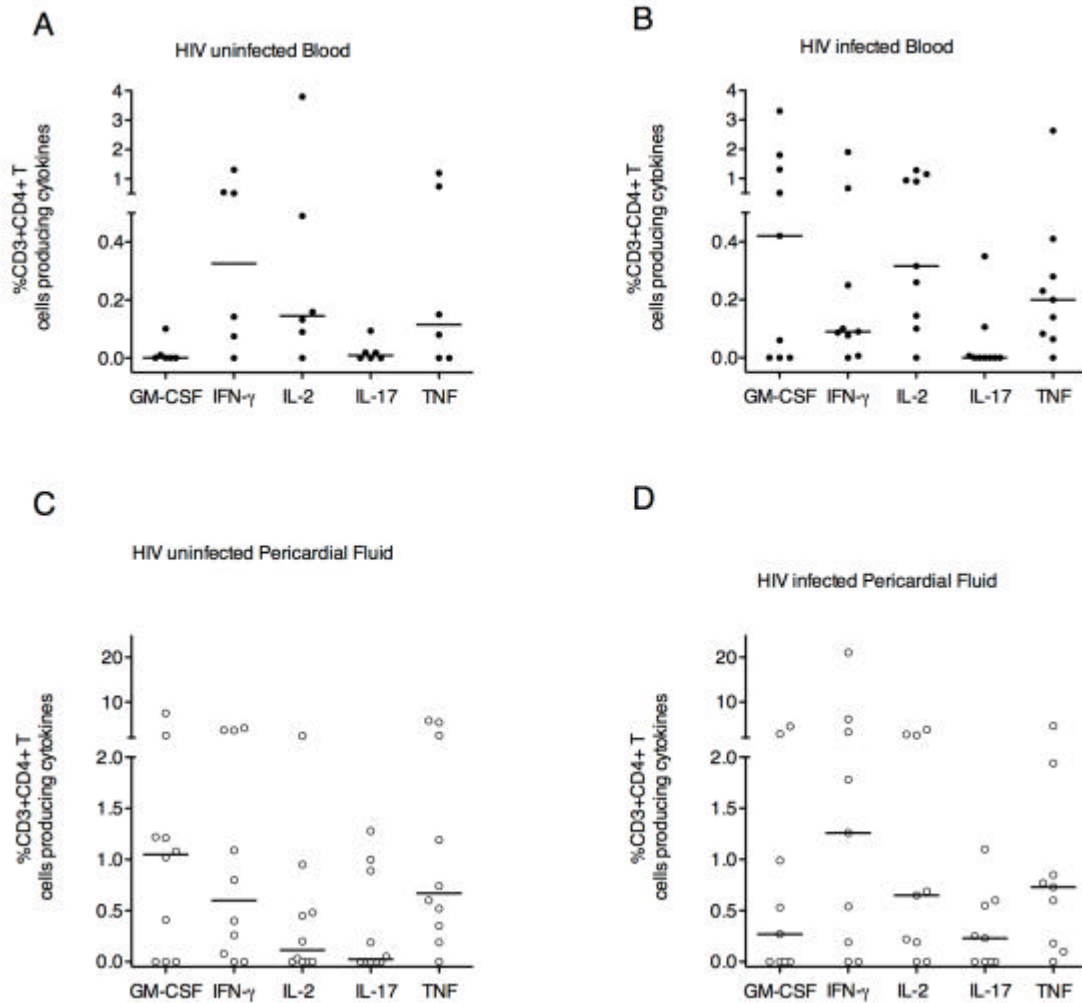 A
HIV uninfected Blood
%CD3+CD4+ T
cells producing cytokines
4
3
2
1
0.4
0.2
0.0
GM-CSF IFN-γ IL-2 IL-17 TNF
B
HIV infected Blood
%CD3+CD4+ T
cells producing cytokines
4
3
2
1
0.4
0.2
0.0
GM-CSF IFN-γ IL-2 IL-17 TNF
C
HIV uninfected Pericardial Fluid
%CD3+CD4+ T
cells producing cytokines
20
10
2.0
1.5
1.0
0.5
0.0
GM-CSF IFN-γ IL-2 IL-17 TNF
D
HIV infected Pericardial Fluid
%CD3+CD4+ T
cells producing cytokines
20
10
2.0
1.5
1.0
0.5
0.0
GM-CSF IFN-γ IL-2 IL-17 TNF